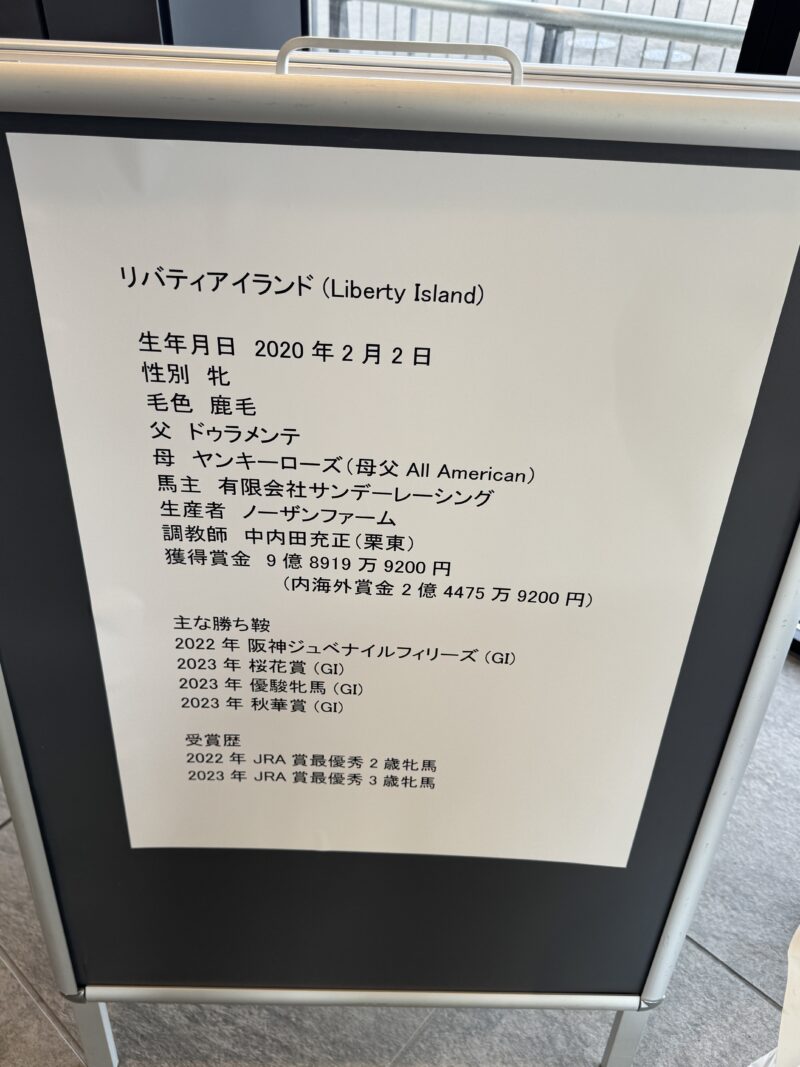 リバティアイランド (Liberty Island)
生年月日　2020 年 2 月 2 日
性別　牝
毛色　鹿毛
父　ドゥラメンテ
母　ヤンキーローズ（母父 All American）
馬主　有限会社サンデーレーシング
生産者　ノーザンファーム
調教師　中内田充正（栗東）
獲得賞金　9 億 8919 万 9200 円
（内海外賞金 2 億 4475 万 9200 円）
主な勝ち鞍
2022 年 阪神ジュベナイルフィリーズ (GI)
2023 年 桜花賞 (GI)
2023 年 優駿牝馬 (GI)
2023 年 秋華賞 (GI)
受賞歴
2022 年 JRA 賞最優秀 2 歳牝馬
2023 年 JRA 賞最優秀 3 歳牝馬